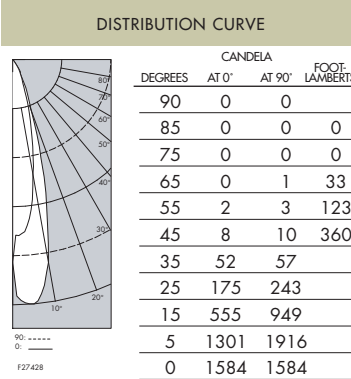 DISTRIBUTION CURVE
80°
70°
60°
50°
40°
30°
20°
10°
90: -----
0: ___
F27428
CANDELA
DEGREES AT 0° AT 90° FOOT-LAMBERTS
90 0 0
85 0 0 0
75 0 0 0
65 0 1 33
55 2 3 123
45 8 10 360
35 52 57
25 175 243
15 555 949
5 1301 1916
0 1584 1584